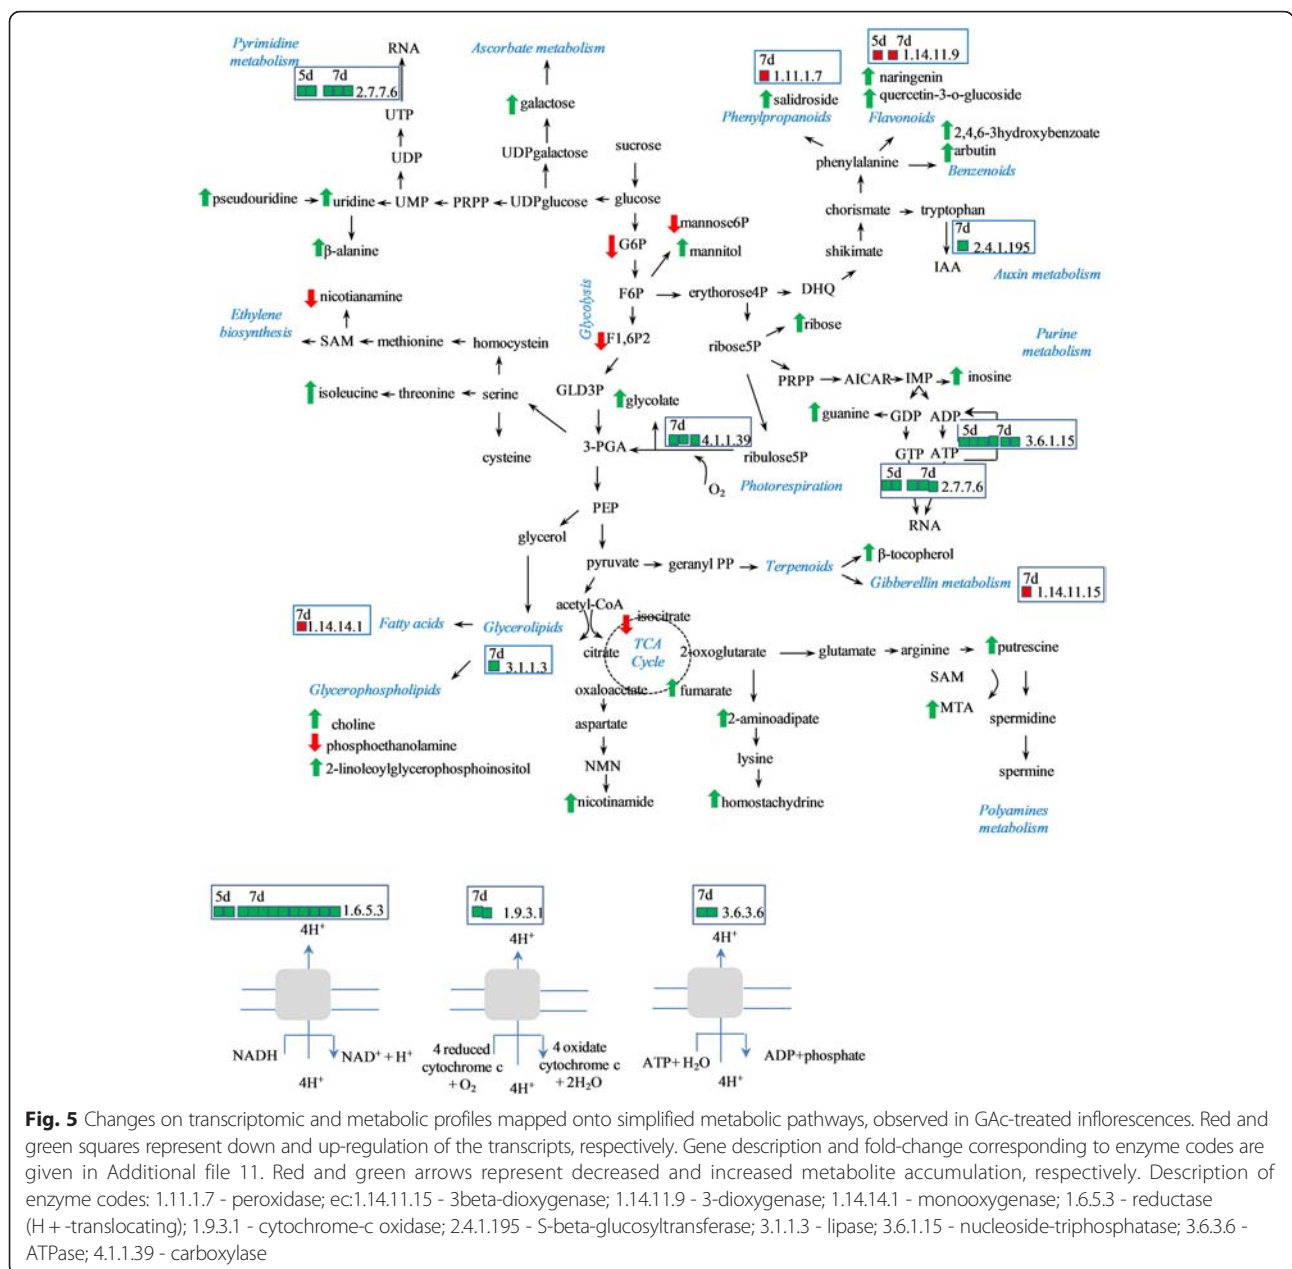 Pyrimidine
metabolism
RNA
5d 7d
2.7.7.6
UTP
UDP
pseudouridine
uridine
UMP
PRPP
UDPglucose
glucose
β-alanine
Ascorbate metabolism
galactose
UDPgalactose
sucrose
mannose6P
G6P
mannitol
F6P
Glycolysis
F1,6P2
GLD3P
glycolate
3-PGA
7d
4.1.1.39
ribulose5P
O2
Photorespiration
7d
1.11.1.7
salidroside
Phenylpropanoids
5d 7d
1.14.11.9
naringenin
quercetin-3-o-glucoside
Flavonoids
2,4,6-3hydroxybenzoate
arbutin
Benzenoids
phenylalanine
chorismate
tryptophan
7d
2.4.1.195
shikimate
IAA
Auxin metabolism
erythorose4P
DHQ
ribose
ribose5P
Purine
metabolism
PRPP
AICAR
IMP
inosine
guanine
GDP
ADP
5d 7d
3.6.1.15
GTP
ATP
5d 7d
2.7.7.6
RNA
nicotianamine
Ethylene
biosynthesis
SAM
methionine
homocystein
isoleucine
threonine
serine
cysteine
PEP
glycerol
pyruvate
geranyl PP
Terpenoids
β-tocopherol
Gibberellin metabolism
7d
1.14.11.15
acetyl-CoA
7d
1.14.14.1
Fatty acids
Glycerolipids
7d
3.1.1.3
Glycerophospholipids
choline
phosphoethanolamine
2-linoleoylglycerophosphoinositol
isocitrate
citrate
TCA
Cycle
2-oxoglutarate
glutamate
arginine
putrescine
oxaloacetate
fumarate
SAM
MTA
spermidine
spermine
Polyamines
metabolism
aspartate
NMN
nicotinamide
2-aminoadipate
lysine
homostachydrine
5d 7d
1.6.5.3
4H+
NADH
NAD+ + H+
4H+
7d
1.9.3.1
4H+
4 reduced
cytochrome c
+ O2
4 oxidate
cytochrome c
+ 2H2O
4H+
7d
3.6.3.6
4H+
ATP+ H2O
ADP+phosphate
4H+
Fig. 5 Changes on transcriptomic and metabolic profiles mapped onto simplified metabolic pathways, observed in GAc-treated inflorescences. Red and
green squares represent down and up-regulation of the transcripts, respectively. Gene description and fold-change corresponding to enzyme codes are
given in Additional file 11. Red and green arrows represent decreased and increased metabolite accumulation, respectively. Description of
enzyme codes: 1.11.1.7 - peroxidase; ec:1.14.11.15 - 3beta-dioxygenase; 1.14.11.9 - 3-dioxygenase; 1.14.14.1 - monooxygenase; 1.6.5.3 - reductase
(H + -translocating); 1.9.3.1 - cytochrome-c oxidase; 2.4.1.195 - S-beta-glucosyltransferase; 3.1.1.3 - lipase; 3.6.1.15 - nucleoside-triphosphatase; 3.6.3.6 -
ATPase; 4.1.1.39 - carboxylase